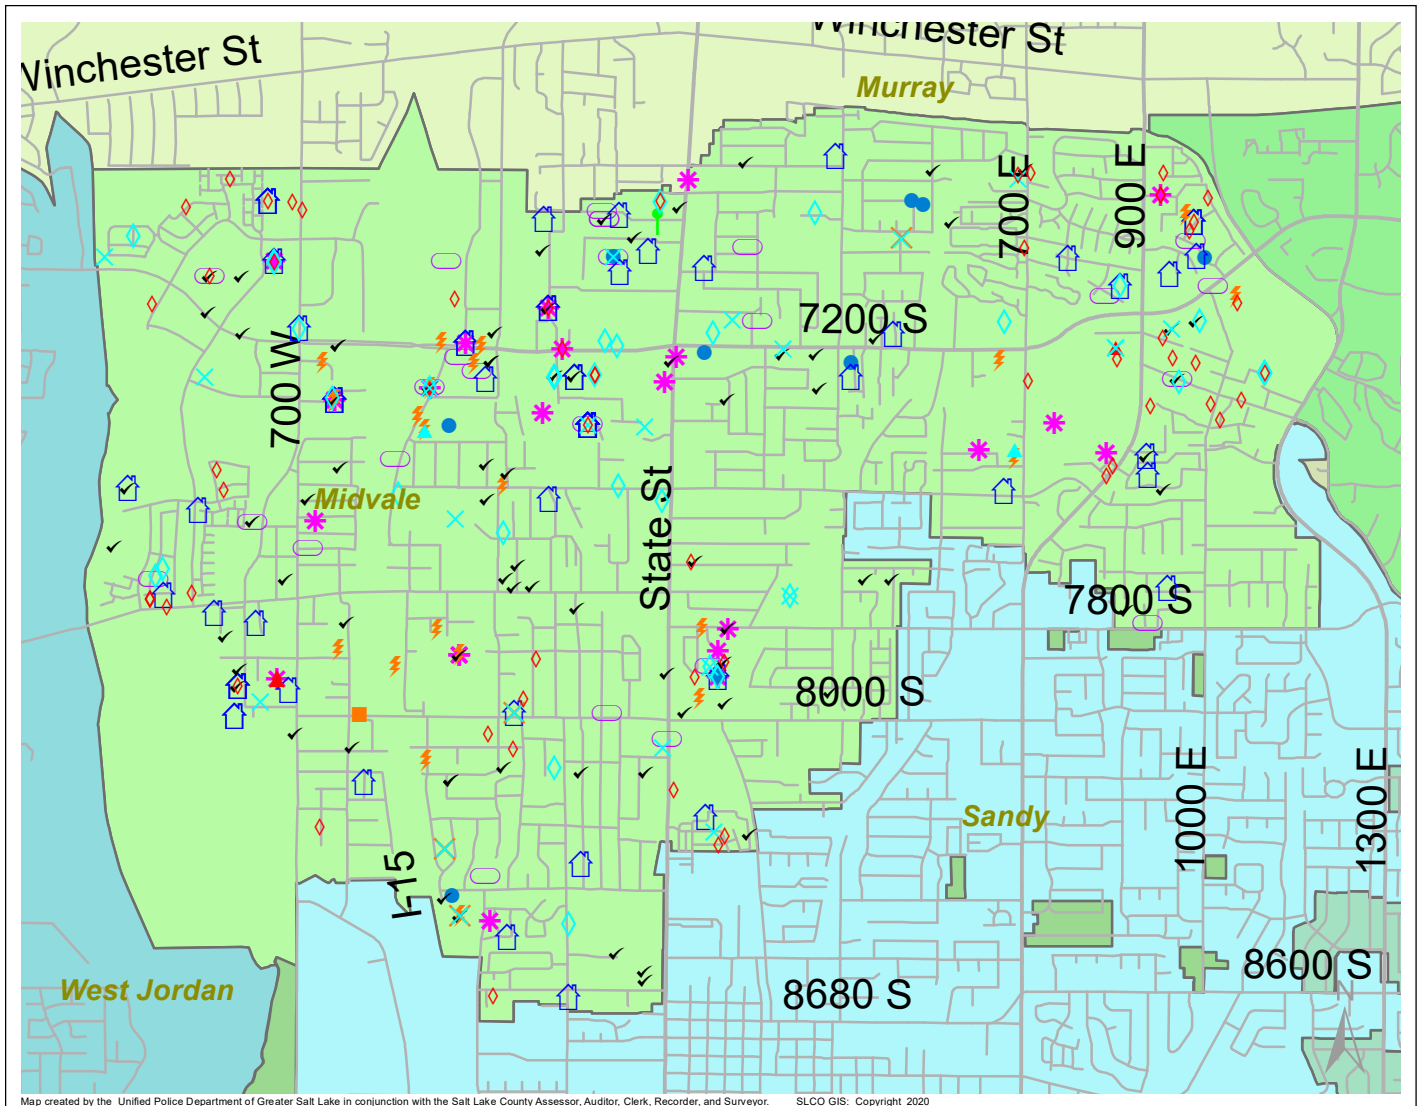 Winchester St
Winchester St
Murray
700 E
900 E
7200 S
700 W
Midvale
State St
7800 S
8000 S
1000 E
1300 E
Sandy
I-15
8600 S
West Jordan
8680 S
N
Map created by the Unified Police Department of Greater Salt Lake in conjunction with the Salt Lake County Assessor, Auditor, Clerk, Recorder, and Surveyor. SLCO GIS: Copyright 2020